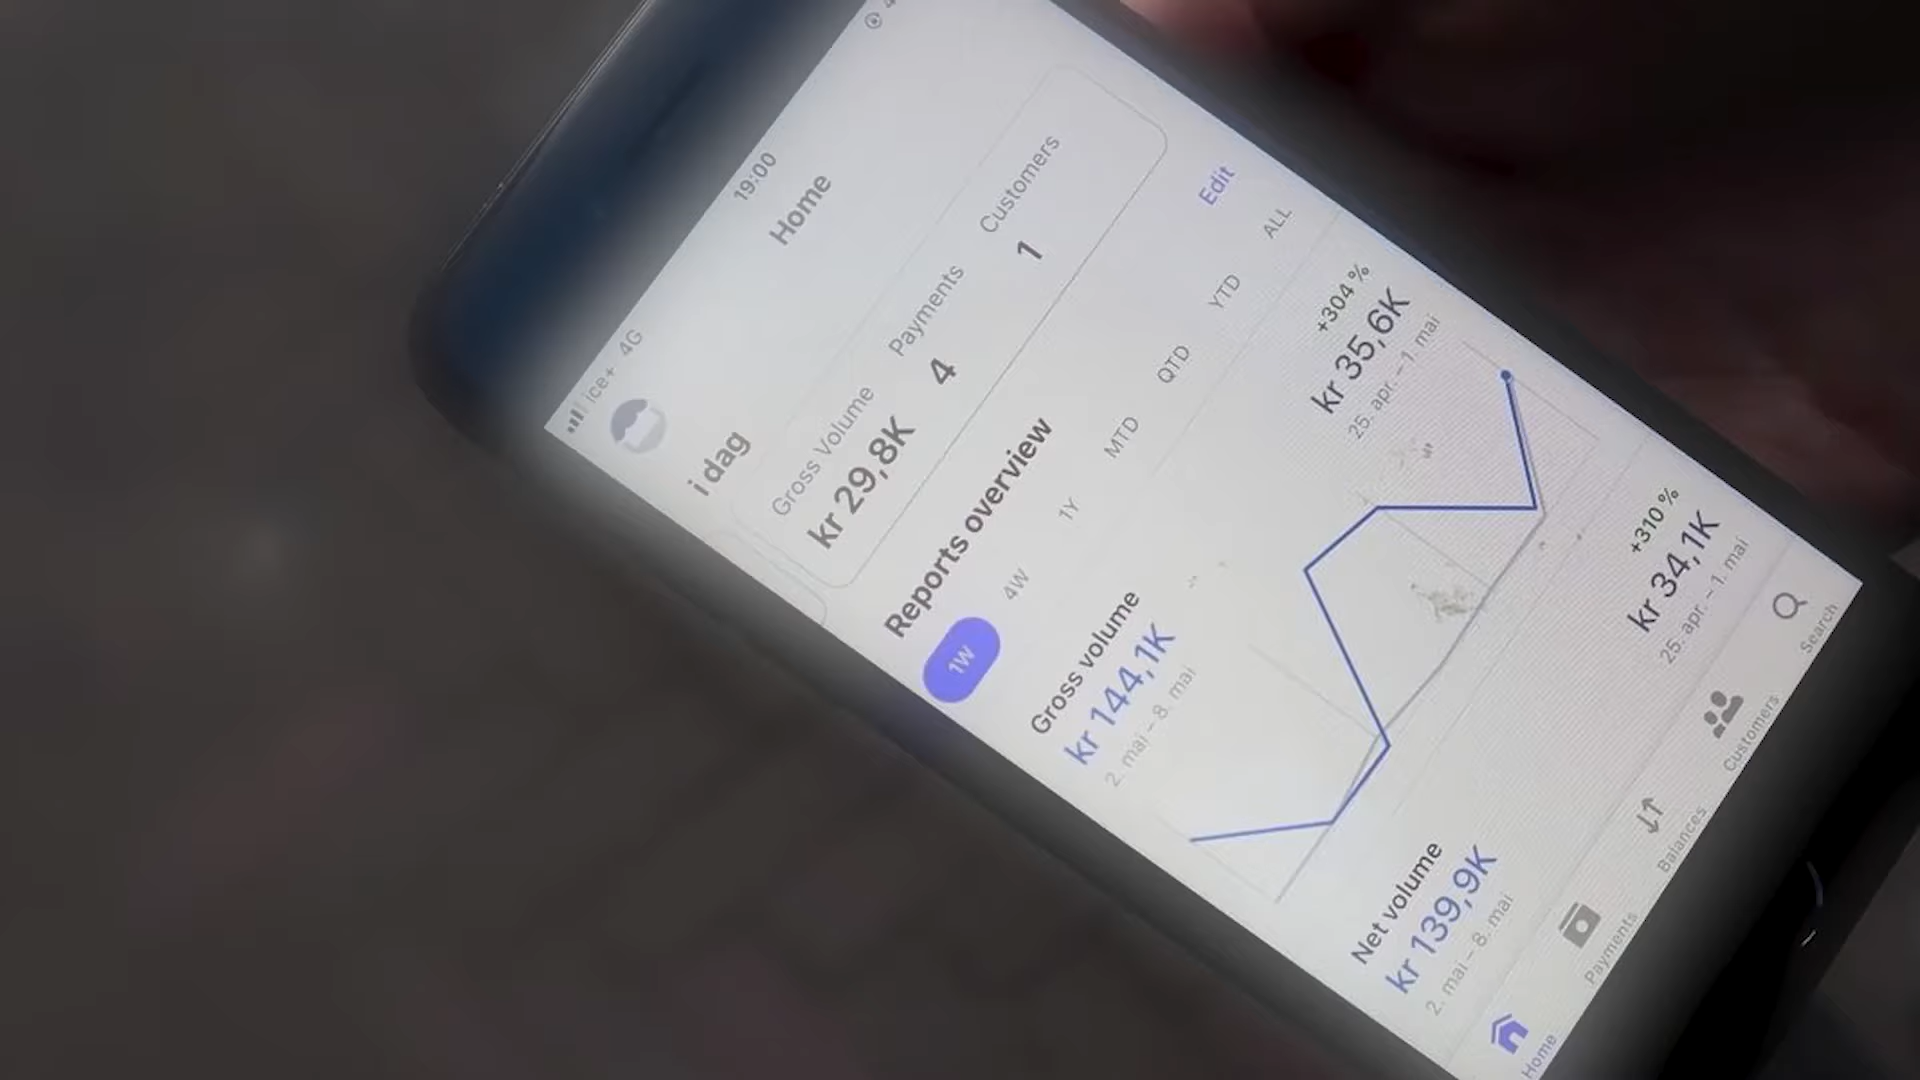 ice+ 4G 19:00
Home
i dag
Gross Volume Payments Customers
kr 29,8K 4 1
Reports overview Edit
1W 4W 1Y MTD QTD YTD ALL
Gross volume +304 %
kr 144,1K kr 35,6K
2. mai – 8. mai 25. apr. – 1. mai
Net volume +310 %
kr 139,9K kr 34,1K
2. mai – 8. mai 25. apr. – 1. mai
Home Payments Balances Customers Search